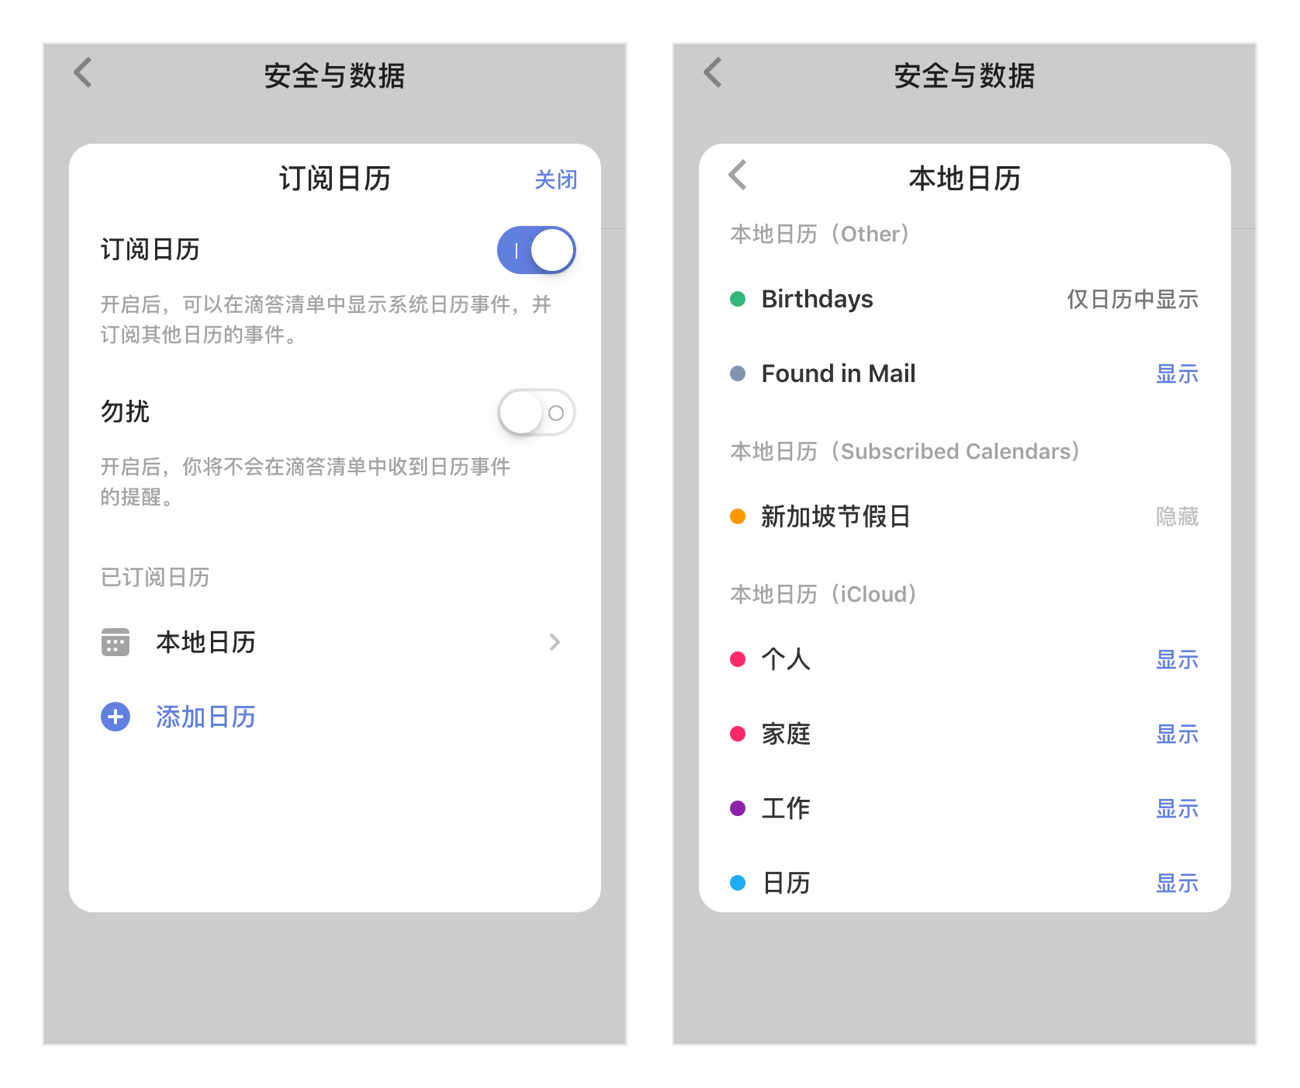 安全与数据
订阅日历
关闭
订阅日历
开启后，可以在滴答清单中显示系统日历事件，并
订阅其他日历的事件。
勿扰
开启后，你将不会在滴答清单中收到日历事件
的提醒。
已订阅日历
本地日历
添加日历
安全与数据
本地日历
本地日历（Other）
Birthdays
仅日历中显示
Found in Mail
显示
本地日历（Subscribed Calendars）
新加坡节假日
隐藏
本地日历（iCloud）
个人
显示
家庭
显示
工作
显示
日历
显示